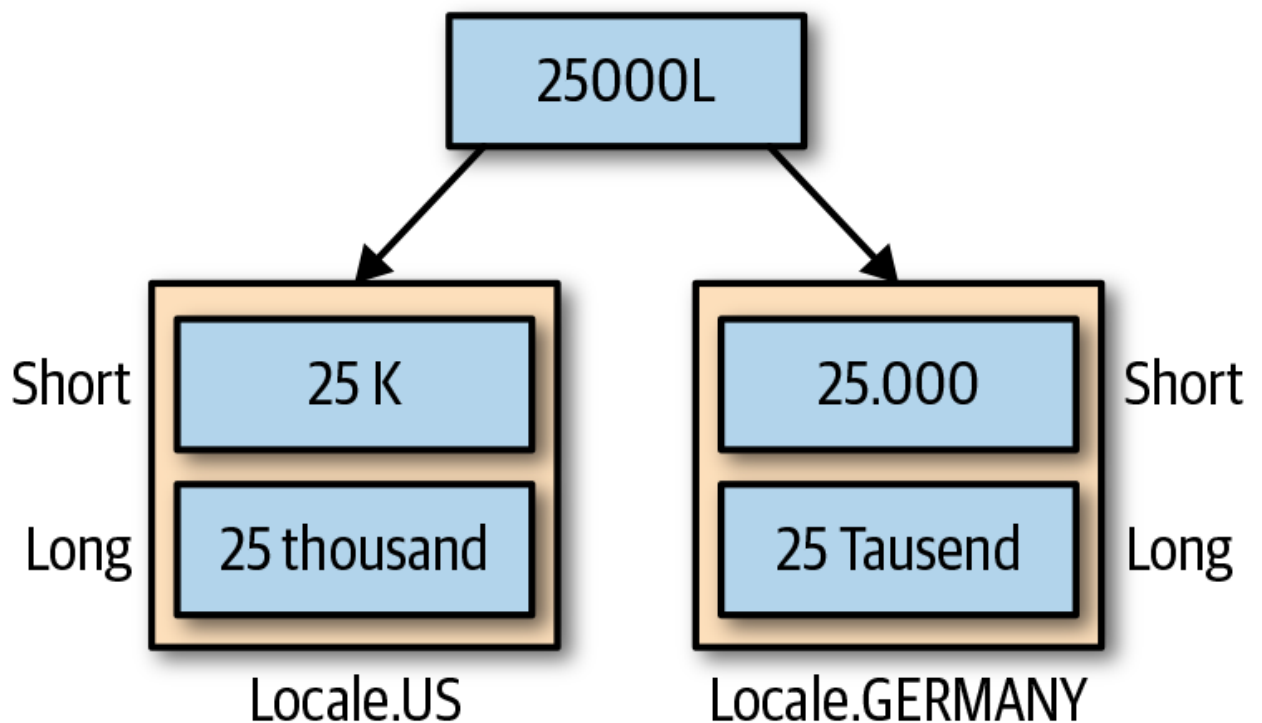 25000L
Short
25 K
25.000
Short
Long
25 thousand
25 Tausend
Long
Locale.US
Locale.GERMANY